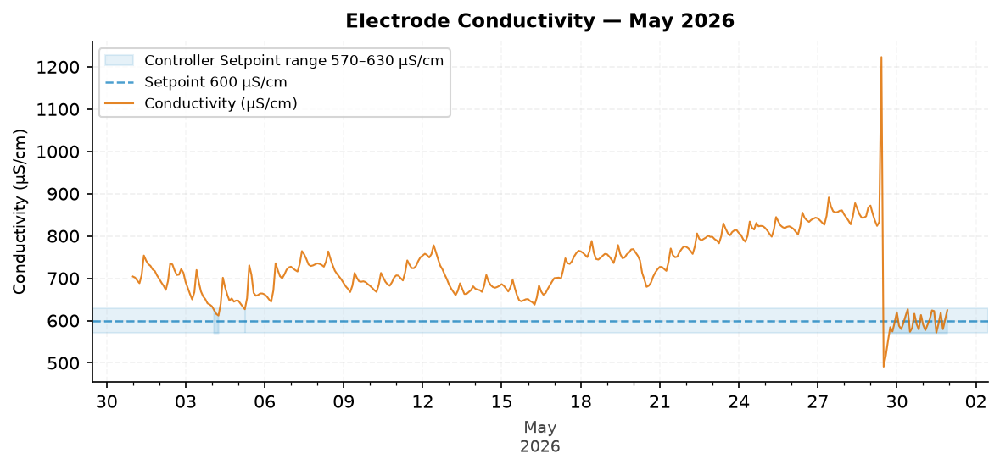 Electrode Conductivity — May 2026
Controller Setpoint range 570–630 µS/cm
Setpoint 600 µS/cm
Conductivity (µS/cm)
Conductivity (µS/cm)
1200
1100
1000
900
800
700
600
500
30 03 06 09 12 15 18 21 24 27 30 02
May
2026